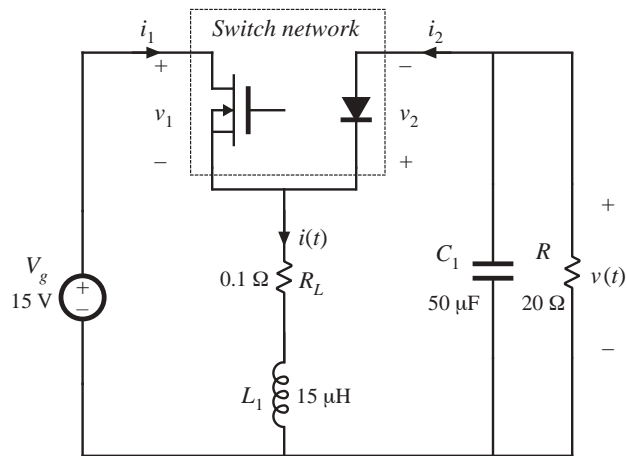 i1
Switch network
i2
+
−
v1
v2
−
+
i(t)
+
Vg
15 V
+
−
0.1 Ω
RL
C1
50 µF
R
20 Ω
v(t)
L1
15 µH
−